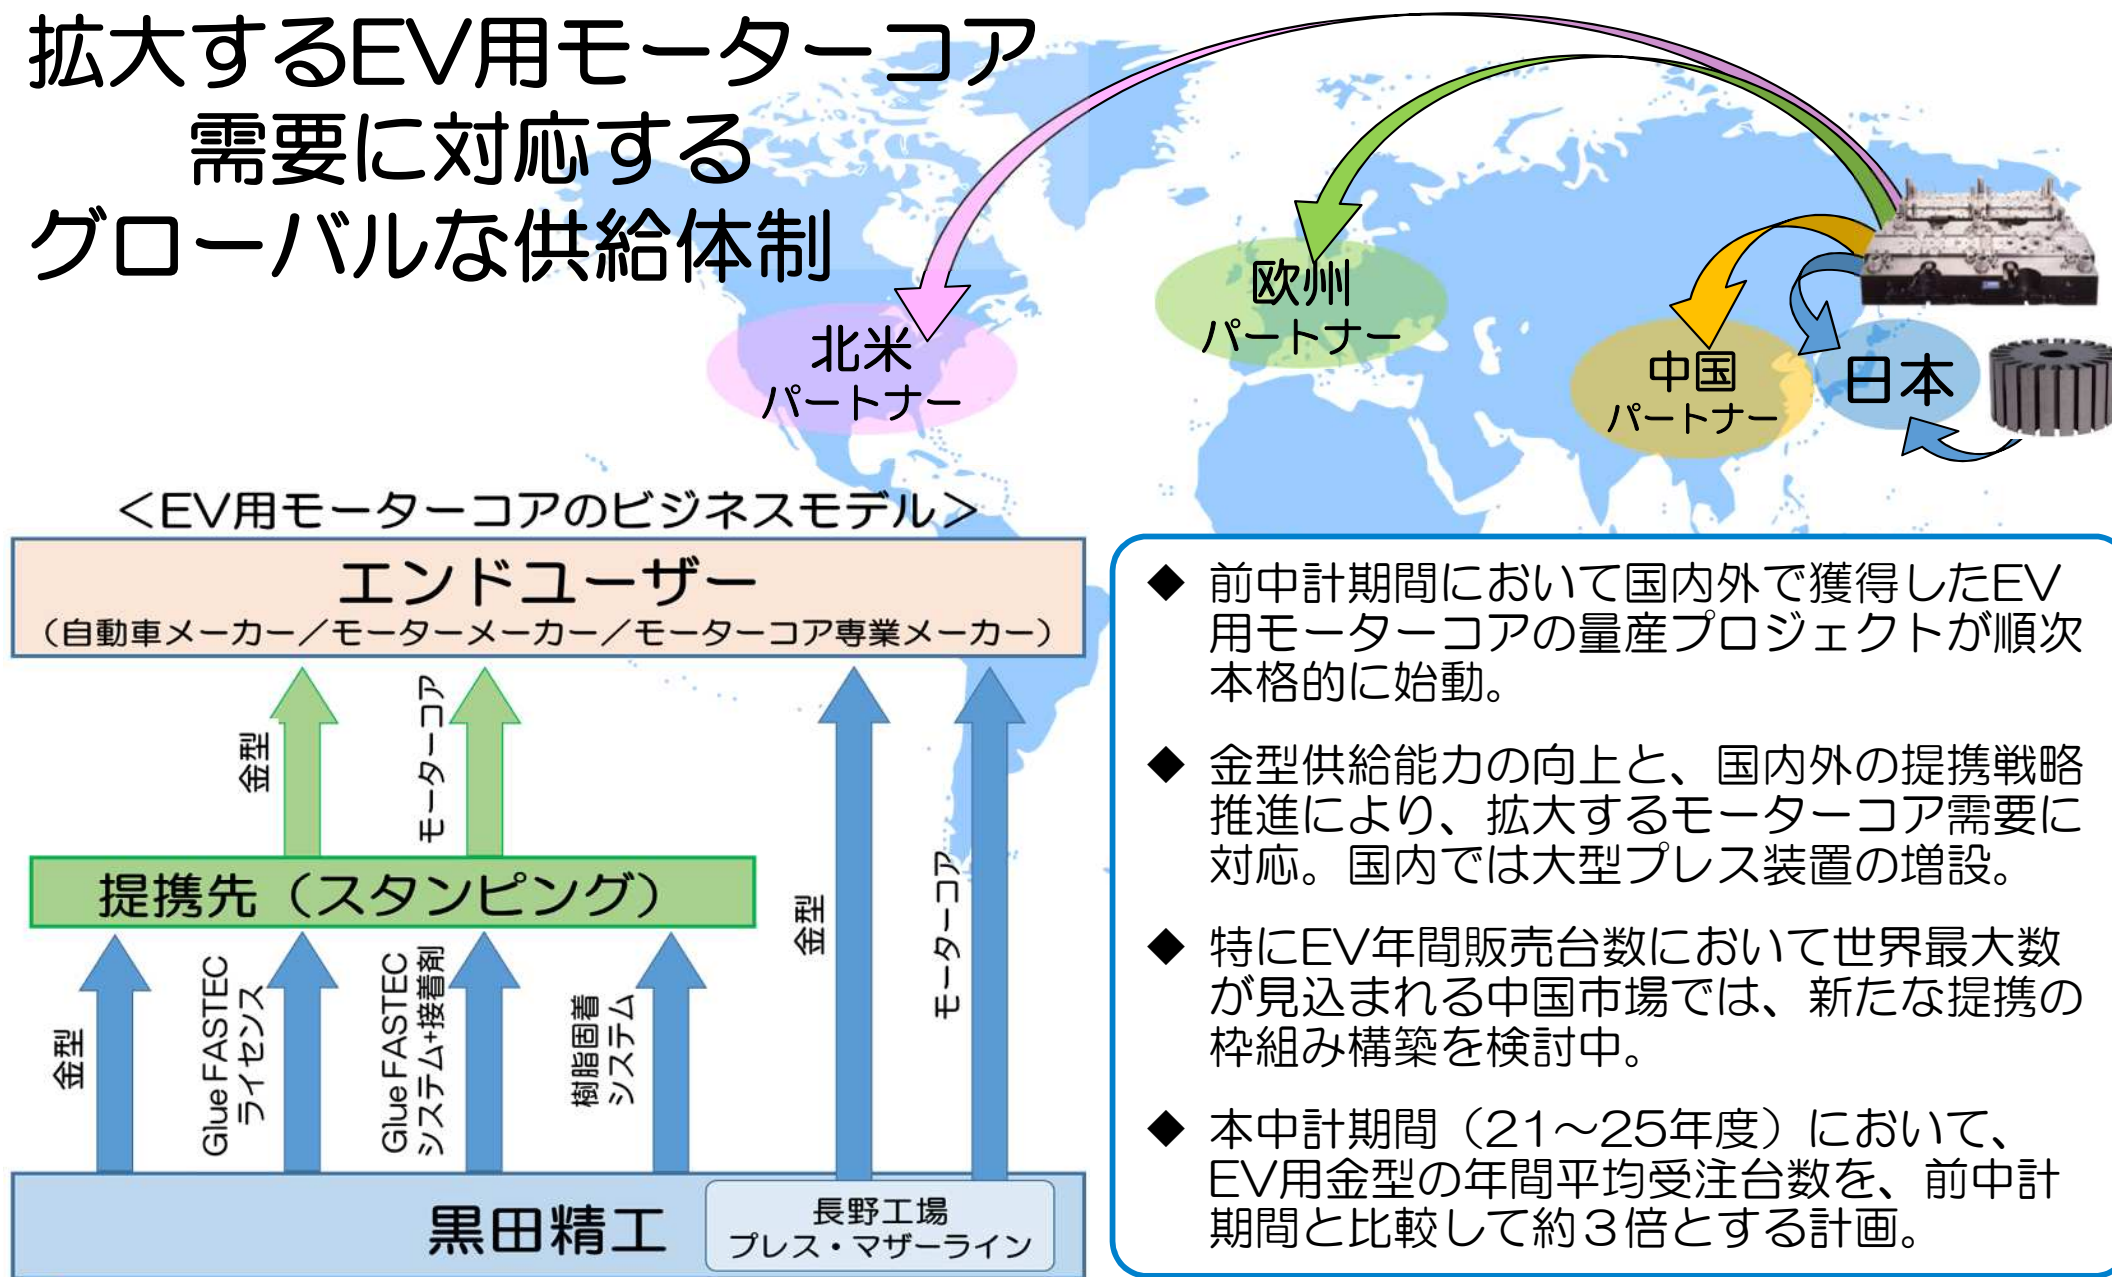 拡大するEV用モーターコア
需要に対応する
グローバルな供給体制
北米
パートナー
欧州
パートナー
中国
パートナー
日本
＜EV用モーターコアのビジネスモデル＞
エンドユーザー
（自動車メーカー／モーターメーカー／モーターコア専業メーカー）
金型
モーターコア
提携先（スタンピング）
金型
Glue FASTEC
ライセンス
Glue FASTEC
システム+接着剤
樹脂固着
システム
金型
モーターコア
黒田精工
長野工場
プレス・マザーライン
◆ 前中計期間において国内外で獲得したEV
用モーターコアの量産プロジェクトが順次
本格的に始動。
◆ 金型供給能力の向上と、国内外の提携戦略
推進により、拡大するモーターコア需要に
対応。国内では大型プレス装置の増設。
◆ 特にEV年間販売台数において世界最大数
が見込まれる中国市場では、新たな提携の
枠組み構築を検討中。
◆ 本中計期間（21～25年度）において、
EV用金型の年間平均受注台数を、前中計
期間と比較して約３倍とする計画。